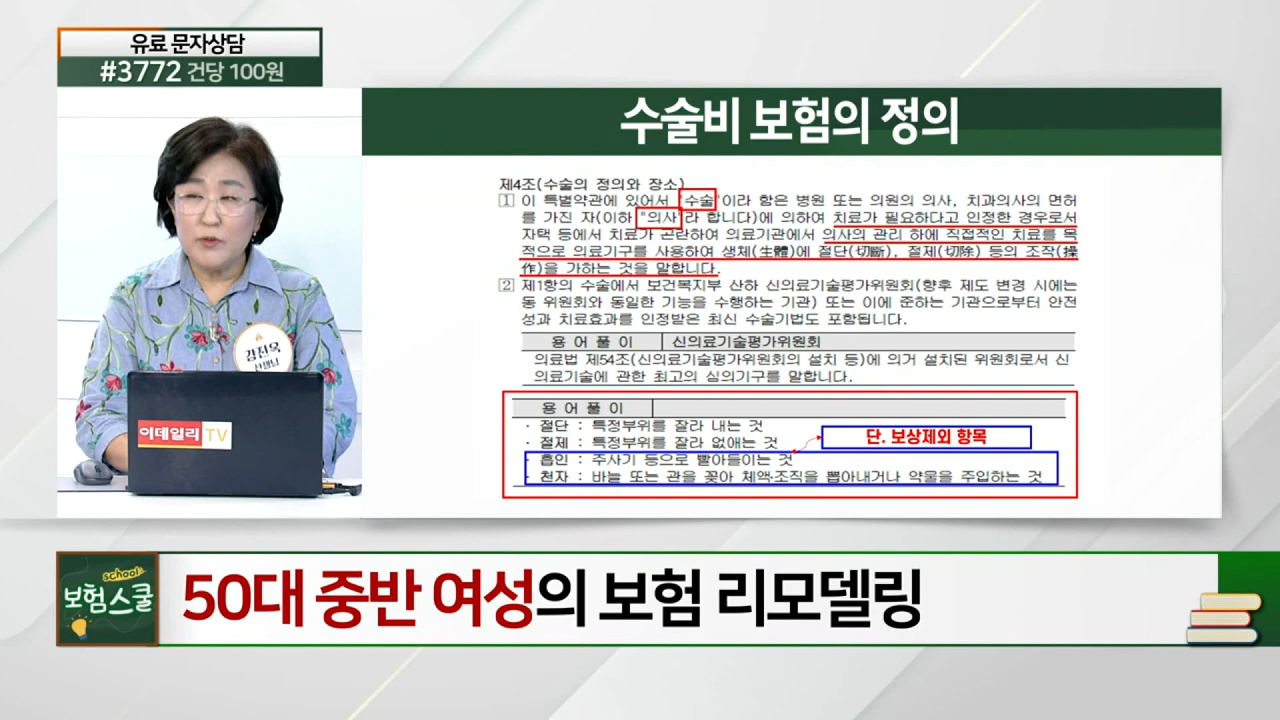 유료 문자상담
#3772 건당 100원
수술비 보험의 정의
제4조(수술의 정의와 장소)
1 이 특별약관에 있어서 "수술"이라 함은 병원 또는 의원의 의사, 치과의사의 면허
를 가진 자(이하 "의사"라 합니다)에 의하여 치료가 필요하다고 인정한 경우로서
자택 등에서 치료가 곤란하여 의료기관에서 의사의 관리 하에 직접적인 치료를 목
적으로 의료기구를 사용하여 생체(生體)에 절단(切斷), 절제(切除) 등의 조작(操
作)을 가하는 것을 말합니다.
2 제1항의 수술에서 보건복지부 산하 신의료기술평가위원회(향후 제도 변경 시에는
동 위원회와 동일한 기능을 수행하는 기관) 또는 이에 준하는 기관으로부터 안전
성과 치료효과를 인정받은 최신 수술기법도 포함됩니다.
용 어 풀 이 신의료기술평가위원회
의료법 제54조(신의료기술평가위원회의 설치 등)에 의거 설치된 위원회로서 신
의료기술에 관한 최고의 심의기구를 말합니다.
용 어 풀 이
· 절단 : 특정부위를 잘라 내는 것
· 절제 : 특정부위를 잘라 없애는 것
단. 보상제외 항목
· 흡인 : 주사기 등으로 빨아들이는 것
· 천자 : 바늘 또는 관을 꽂아 체액·조직을 뽑아내거나 약물을 주입하는 것
김진옥
선생님
이데일리 TV
school
보험스쿨
50대 중반 여성의 보험 리모델링